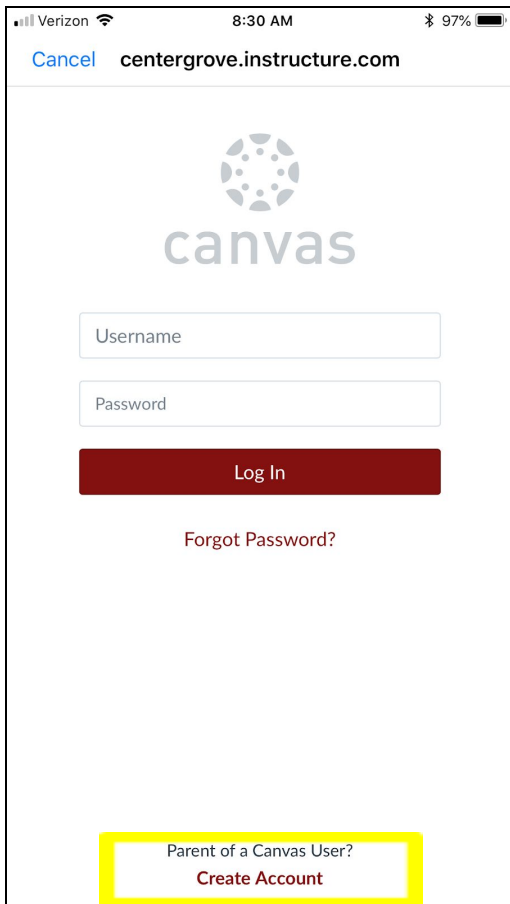 Verizon 8:30 AM 97%
Cancel centergrove.instructure.com
canvas
Username
Password
Log In
Forgot Password?
Parent of a Canvas User?
Create Account